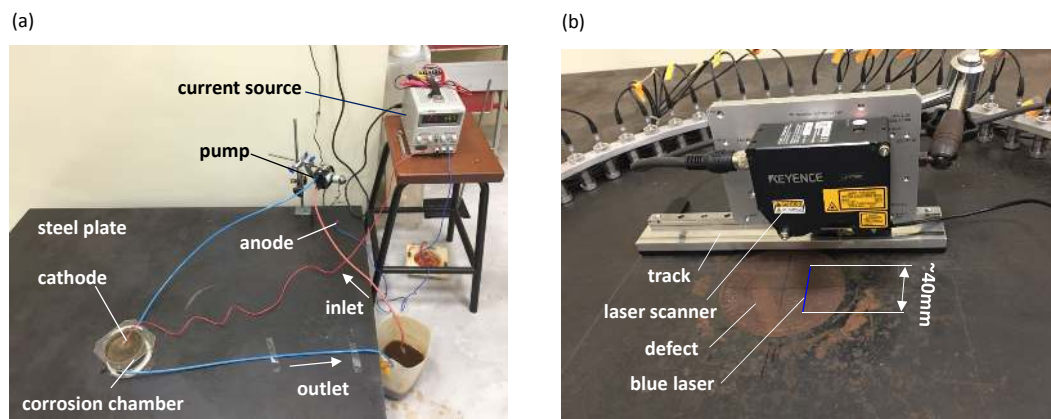 (a)
(b)
current source
pump
steel plate
anode
cathode
inlet
outlet
corrosion chamber
KEYENCE
track
laser scanner
defect
blue laser
~40mm